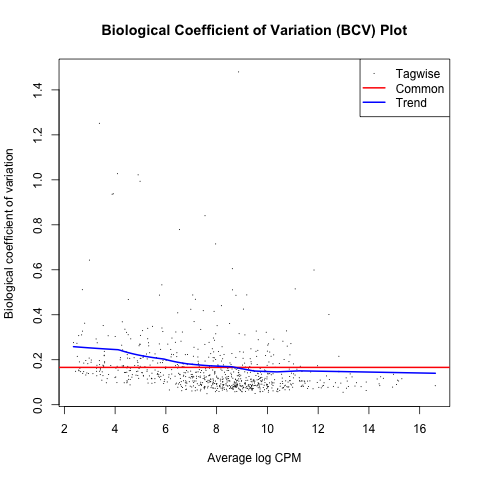 Biological Coefficient of Variation (BCV) Plot
Tagwise
Common
Trend
Biological coefficient of variation
1.4
1.2
1.0
0.8
0.6
0.4
0.2
0.0
2 4 6 8 10 12 14 16
Average log CPM